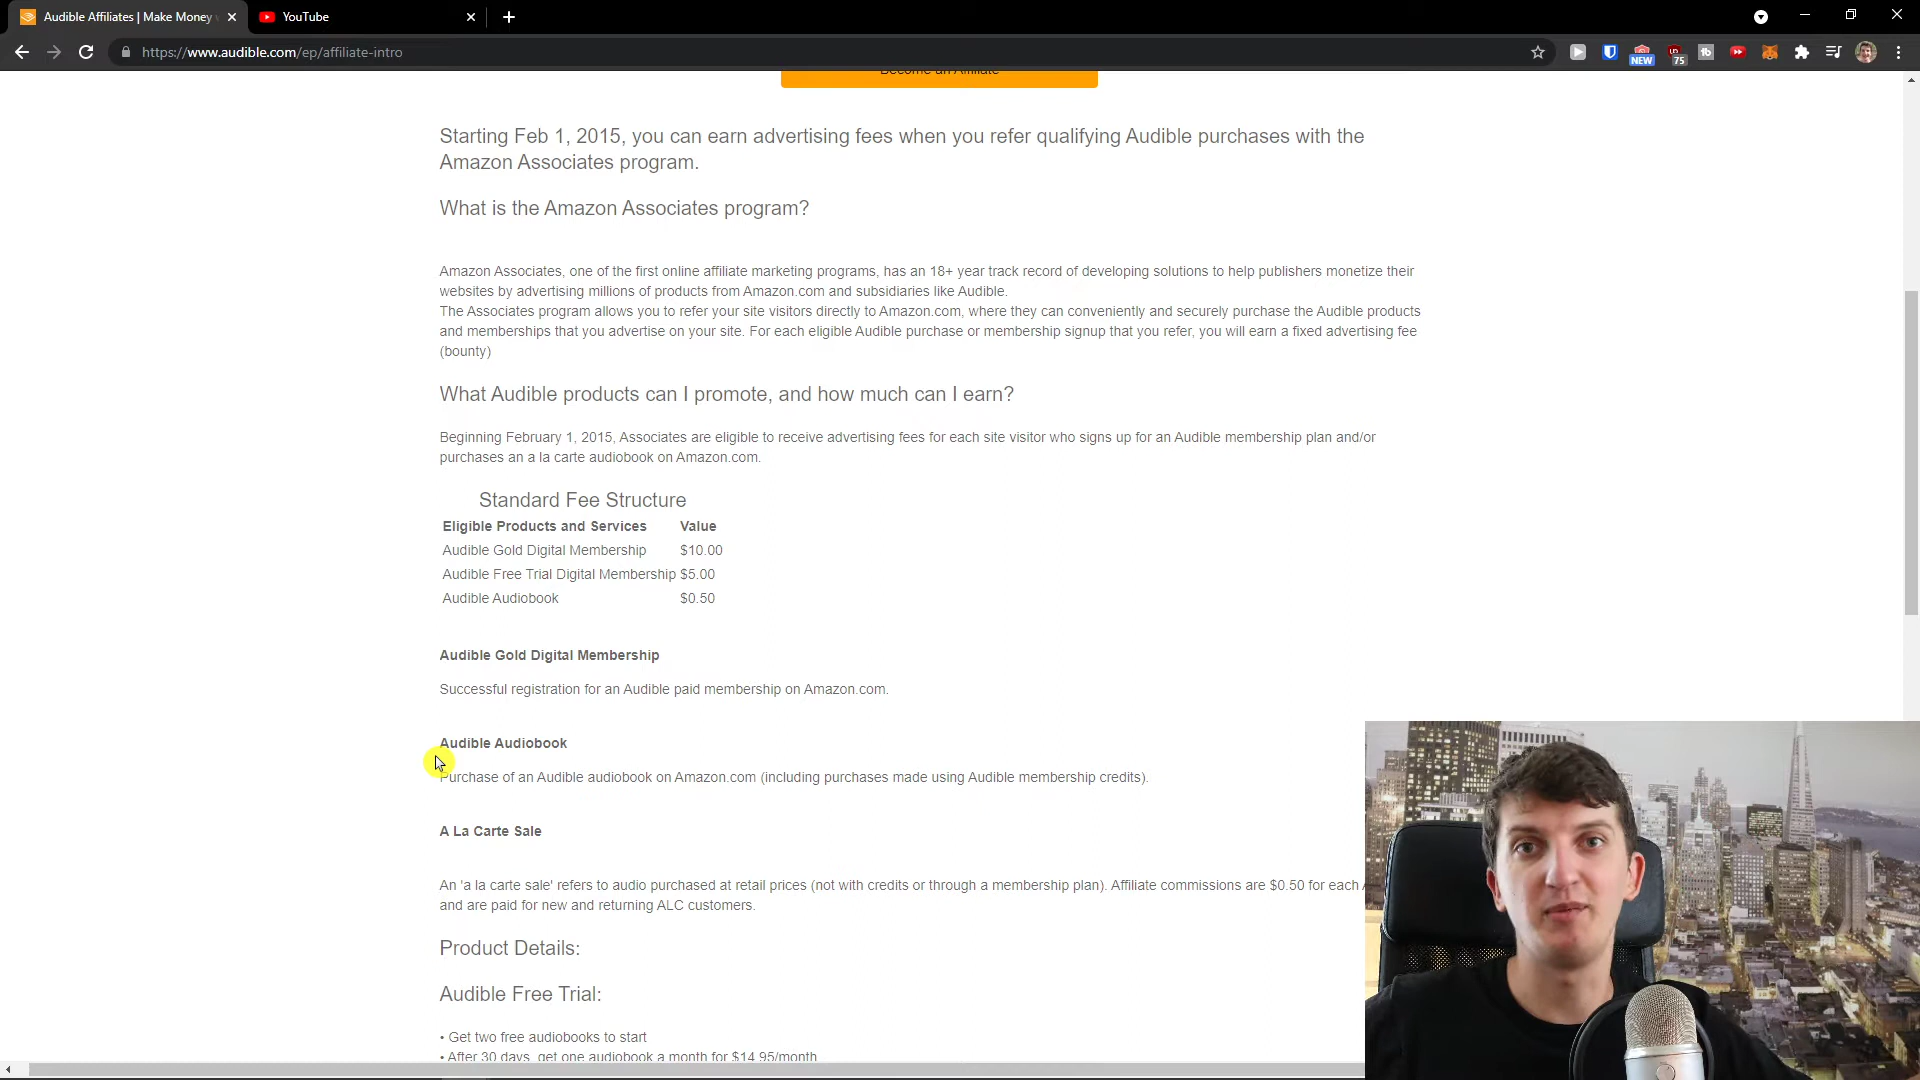 Audible Affiliates | Make Money
YouTube
https://www.audible.com/ep/affiliate-intro
NEW
75
Become an Affiliate
Starting Feb 1, 2015, you can earn advertising fees when you refer qualifying Audible purchases with the
Amazon Associates program.
What is the Amazon Associates program?
Amazon Associates, one of the first online affiliate marketing programs, has an 18+ year track record of developing solutions to help publishers monetize their
websites by advertising millions of products from Amazon.com and subsidiaries like Audible.
The Associates program allows you to refer your site visitors directly to Amazon.com, where they can conveniently and securely purchase the Audible products
and memberships that you advertise on your site. For each eligible Audible purchase or membership signup that you refer, you will earn a fixed advertising fee
(bounty)
What Audible products can I promote, and how much can I earn?
Beginning February 1, 2015, Associates are eligible to receive advertising fees for each site visitor who signs up for an Audible membership plan and/or
purchases an a la carte audiobook on Amazon.com.
Standard Fee Structure
Eligible Products and Services Value
Audible Gold Digital Membership $10.00
Audible Free Trial Digital Membership $5.00
Audible Audiobook $0.50
Audible Gold Digital Membership
Successful registration for an Audible paid membership on Amazon.com.
Audible Audiobook
Purchase of an Audible audiobook on Amazon.com (including purchases made using Audible membership credits).
A La Carte Sale
An 'a la carte sale' refers to audio purchased at retail prices (not with credits or through a membership plan). Affiliate commissions are $0.50 for each
and are paid for new and returning ALC customers.
Product Details:
Audible Free Trial:
• Get two free audiobooks to start
• After 30 days, get one audiobook a month for $14.95/month